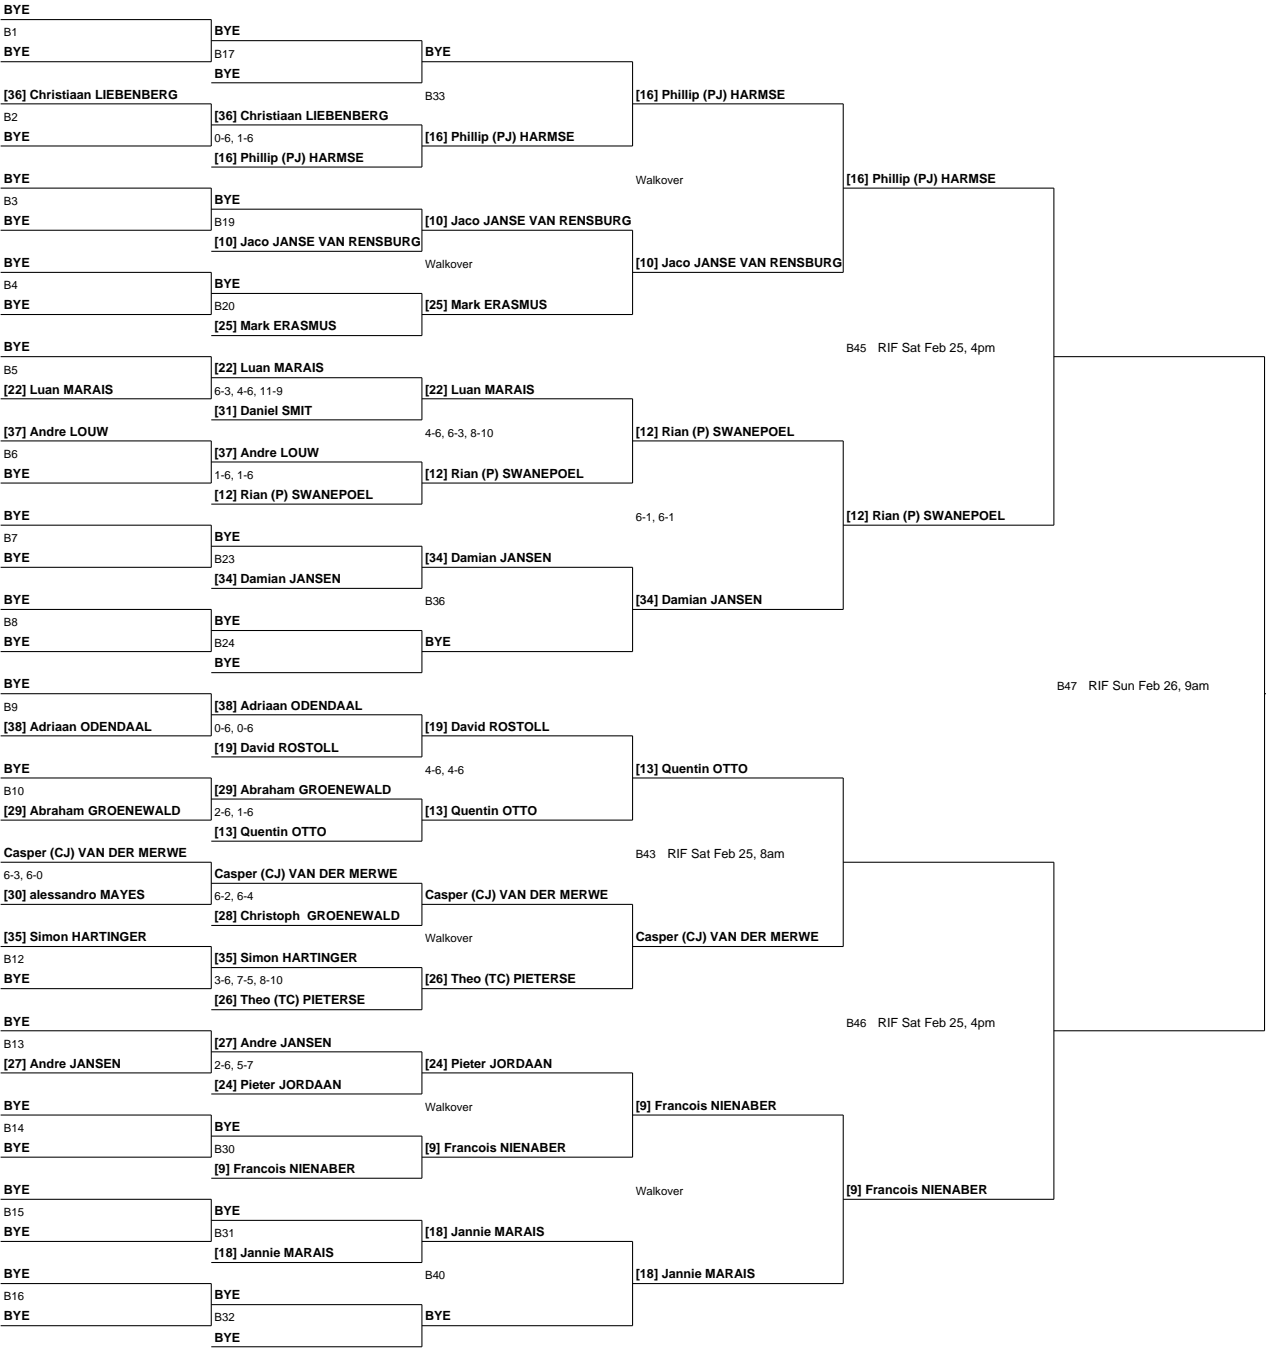 BYE
B1
BYE
BYE
B17
BYE
BYE
[36] Christiaan LIEBENBERG
B2
BYE
[36] Christiaan LIEBENBERG
0-6, 1-6
[16] Phillip (PJ) HARMSE
B33
[16] Phillip (PJ) HARMSE
[16] Phillip (PJ) HARMSE
BYE
B3
BYE
BYE
B19
[10] Jaco JANSE VAN RENSBURG
[10] Jaco JANSE VAN RENSBURG
BYE
B4
BYE
BYE
B20
[25] Mark ERASMUS
Walkover
[25] Mark ERASMUS
[10] Jaco JANSE VAN RENSBURG
Walkover
[16] Phillip (PJ) HARMSE
BYE
B5
[22] Luan MARAIS
[22] Luan MARAIS
6-3, 4-6, 11-9
[31] Daniel SMIT
[22] Luan MARAIS
[37] Andre LOUW
B6
BYE
[37] Andre LOUW
1-6, 1-6
[12] Rian (P) SWANEPOEL
4-6, 6-3, 8-10
[12] Rian (P) SWANEPOEL
[12] Rian (P) SWANEPOEL
BYE
B7
BYE
BYE
B23
[34] Damian JANSEN
[34] Damian JANSEN
BYE
B8
BYE
BYE
B24
BYE
B36
BYE
[34] Damian JANSEN
6-1, 6-1
[12] Rian (P) SWANEPOEL
B45 RIF Sat Feb 25, 4pm
BYE
B9
[38] Adriaan ODENDAAL
[38] Adriaan ODENDAAL
0-6, 0-6
[19] David ROSTOLL
[19] David ROSTOLL
BYE
B10
[29] Abraham GROENEWALD
[29] Abraham GROENEWALD
2-6, 1-6
[13] Quentin OTTO
4-6, 4-6
[13] Quentin OTTO
[13] Quentin OTTO
Casper (CJ) VAN DER MERWE
6-3, 6-0
[30] alessandro MAYES
Casper (CJ) VAN DER MERWE
6-2, 6-4
[28] Christoph GROENEWALD
Casper (CJ) VAN DER MERWE
[35] Simon HARTINGER
B12
BYE
[35] Simon HARTINGER
3-6, 7-5, 8-10
[26] Theo (TC) PIETERSE
Walkover
[26] Theo (TC) PIETERSE
Casper (CJ) VAN DER MERWE
B43 RIF Sat Feb 25, 8am
BYE
B13
[27] Andre JANSEN
[27] Andre JANSEN
2-6, 5-7
[24] Pieter JORDAAN
[24] Pieter JORDAAN
BYE
B14
BYE
BYE
B30
[9] Francois NIENABER
Walkover
[9] Francois NIENABER
[9] Francois NIENABER
BYE
B15
BYE
BYE
B31
[18] Jannie MARAIS
[18] Jannie MARAIS
BYE
B16
BYE
BYE
B32
BYE
B40
BYE
[18] Jannie MARAIS
Walkover
[9] Francois NIENABER
B46 RIF Sat Feb 25, 4pm
B47 RIF Sun Feb 26, 9am